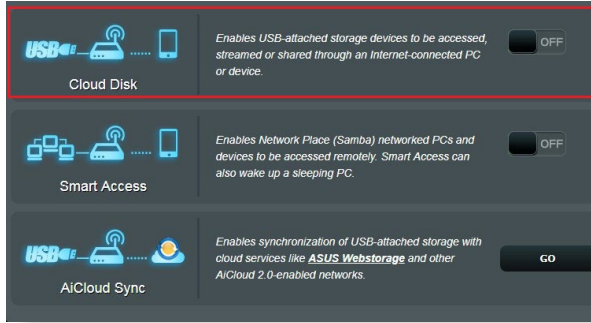 Enables USB-attached storage devices to be accessed,
USB streamed or shared through an Internet-connected PC OFF
or device.
Cloud Disk
Enables Network Place (Samba) networked PCs and
devices to be accessed remotely. Smart Access can OFF
also wake up a sleeping PC.
Smart Access
Enables synchronization of USB-attached storage with
USB cloud services like ASUS Webstorage and other GO
AiCloud 2.0-enabled networks.
AiCloud Sync